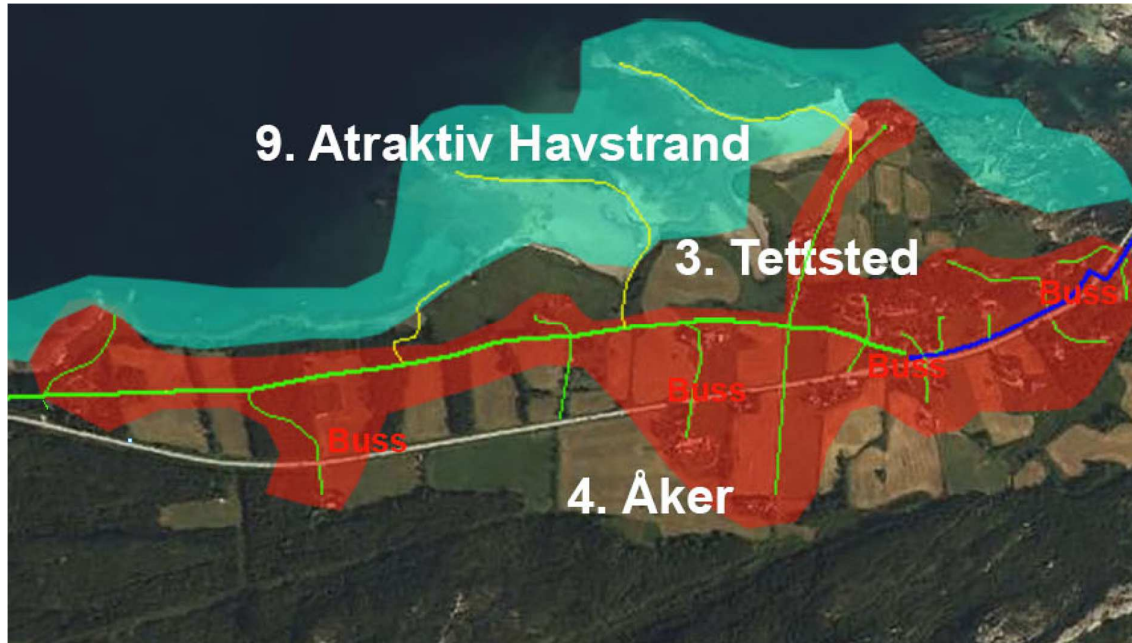 9. Atraktiv Havstrand
3. Tettsted
Buss
Buss
Buss
Buss
4. Åker